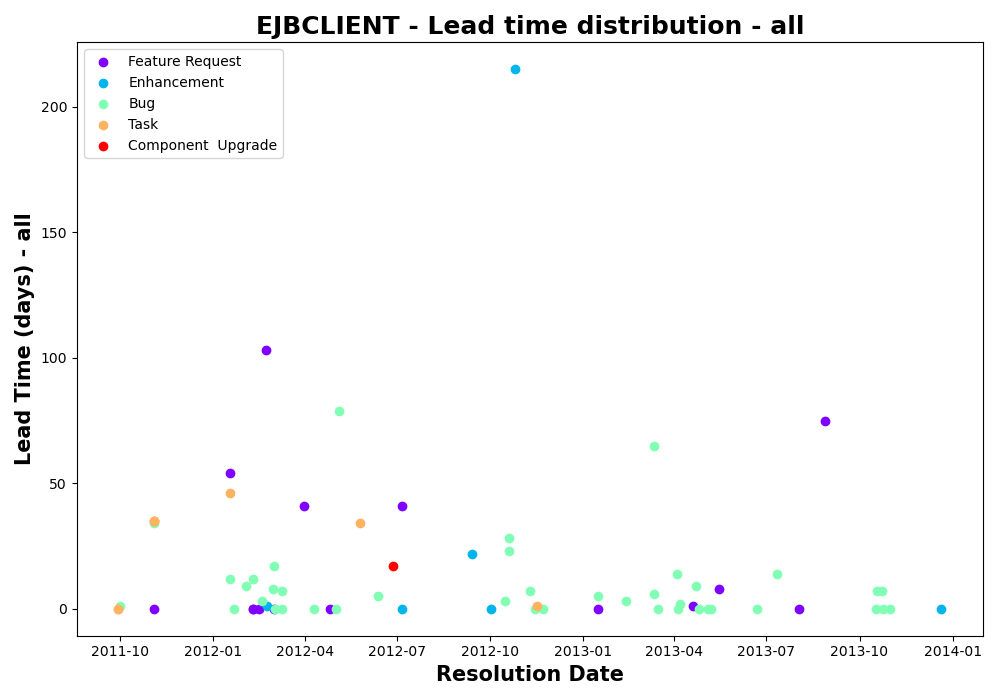 EJBCLIENT - Lead time distribution - all
Feature Request
Enhancement
Bug
Task
Component  Upgrade
Lead Time (days) - all
200
150
100
50
0
2011-10 2012-01 2012-04 2012-07 2012-10 2013-01 2013-04 2013-07 2013-10 2014-01
Resolution Date